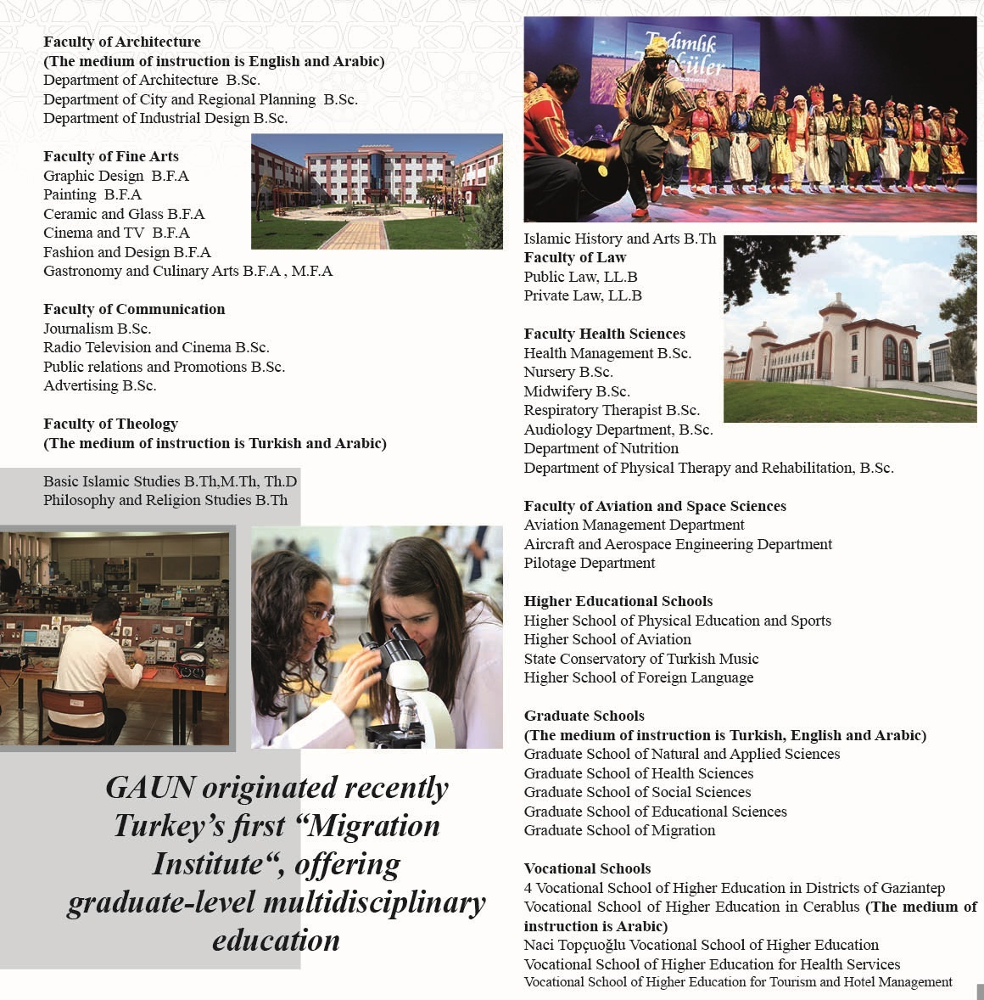 Faculty of Architecture
(The medium of instruction is English and Arabic)
Department of Architecture B.Sc.
Department of City and Regional Planning B.Sc.
Department of Industrial Design B.Sc.
Faculty of Fine Arts
Graphic Design B.F.A
Painting B.F.A
Ceramic and Glass B.F.A
Cinema and TV B.F.A
Fashion and Design B.F.A
Gastronomy and Culinary Arts B.F.A , M.F.A
Faculty of Communication
Journalism B.Sc.
Radio Television and Cinema B.Sc.
Public relations and Promotions B.Sc.
Advertising B.Sc.
Faculty of Theology
(The medium of instruction is Turkish and Arabic)
Basic Islamic Studies B.Th,M.Th, Th.D
Philosophy and Religion Studies B.Th
GAUN originated recently
Turkey’s first “Migration
Institute“, offering
graduate-level multidisciplinary
education
Tadımlık
Türküler
Islamic History and Arts B.Th
Faculty of Law
Public Law, LL.B
Private Law, LL.B
Faculty Health Sciences
Health Management B.Sc.
Nursery B.Sc.
Midwifery B.Sc.
Respiratory Therapist B.Sc.
Audiology Department, B.Sc.
Department of Nutrition
Department of Physical Therapy and Rehabilitation, B.Sc.
Faculty of Aviation and Space Sciences
Aviation Management Department
Aircraft and Aerospace Engineering Department
Pilotage Department
Higher Educational Schools
Higher School of Physical Education and Sports
Higher School of Aviation
State Conservatory of Turkish Music
Higher School of Foreign Language
Graduate Schools
(The medium of instruction is Turkish, English and Arabic)
Graduate School of Natural and Applied Sciences
Graduate School of Health Sciences
Graduate School of Social Sciences
Graduate School of Educational Sciences
Graduate School of Migration
Vocational Schools
4 Vocational School of Higher Education in Districts of Gaziantep
Vocational School of Higher Education in Cerablus (The medium of
instruction is Arabic)
Naci Topçuoğlu Vocational School of Higher Education
Vocational School of Higher Education for Health Services
Vocational School of Higher Education for Tourism and Hotel Management